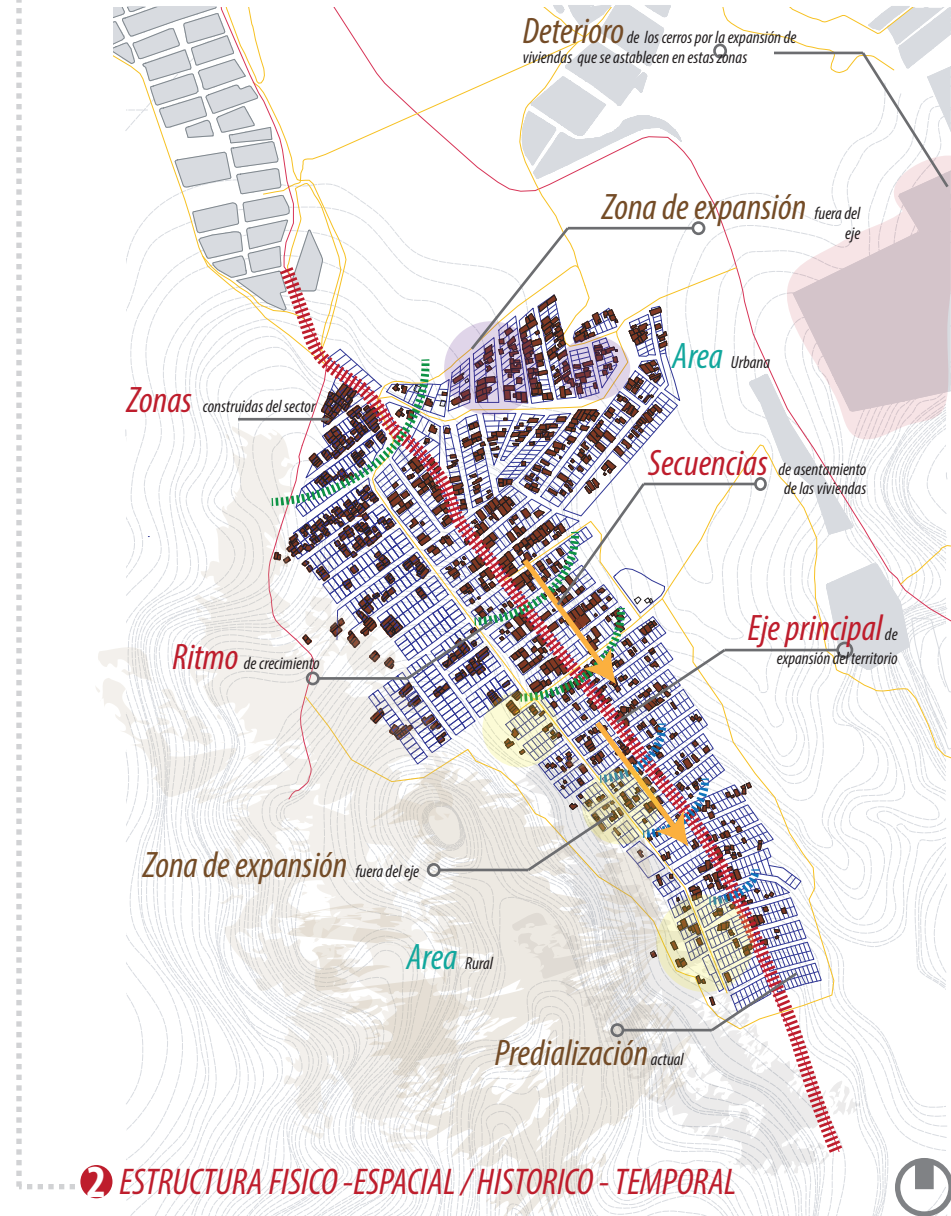 Deterioro de los cerros por la expansión de
viviendas que se astablecen en estas zonas
Zona de expansión fuera del
eje
Area Urbana
Zonas construidas del sector
Secuencias de asentamiento
de las viviendas
Eje principal de
expansión del territorio
Ritmo de crecimiento
Zona de expansión fuera del eje
Area Rural
Predialización actual
2 ESTRUCTURA FISICO -ESPACIAL / HISTORICO - TEMPORAL